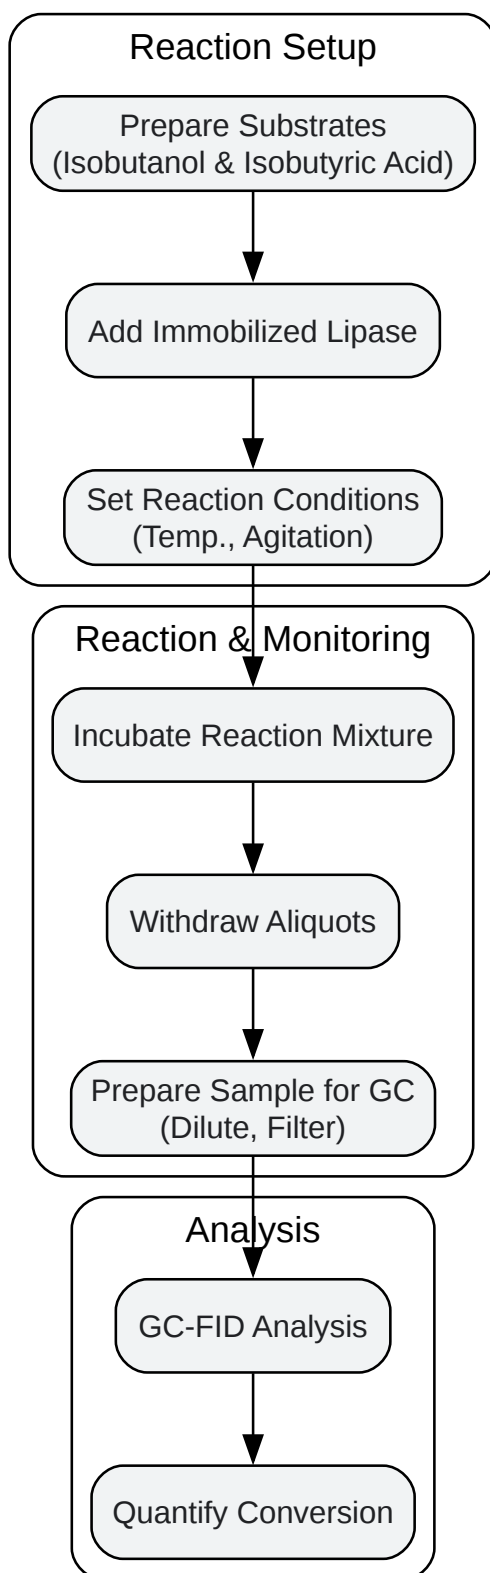 Reaction Setup
Prepare Substrates
(Isobutanol & Isobutyric Acid)
Add Immobilized Lipase
Set Reaction Conditions
(Temp., Agitation)
Reaction & Monitoring
Incubate Reaction Mixture
Withdraw Aliquots
Prepare Sample for GC
(Dilute, Filter)
Analysis
GC-FID Analysis
Quantify Conversion